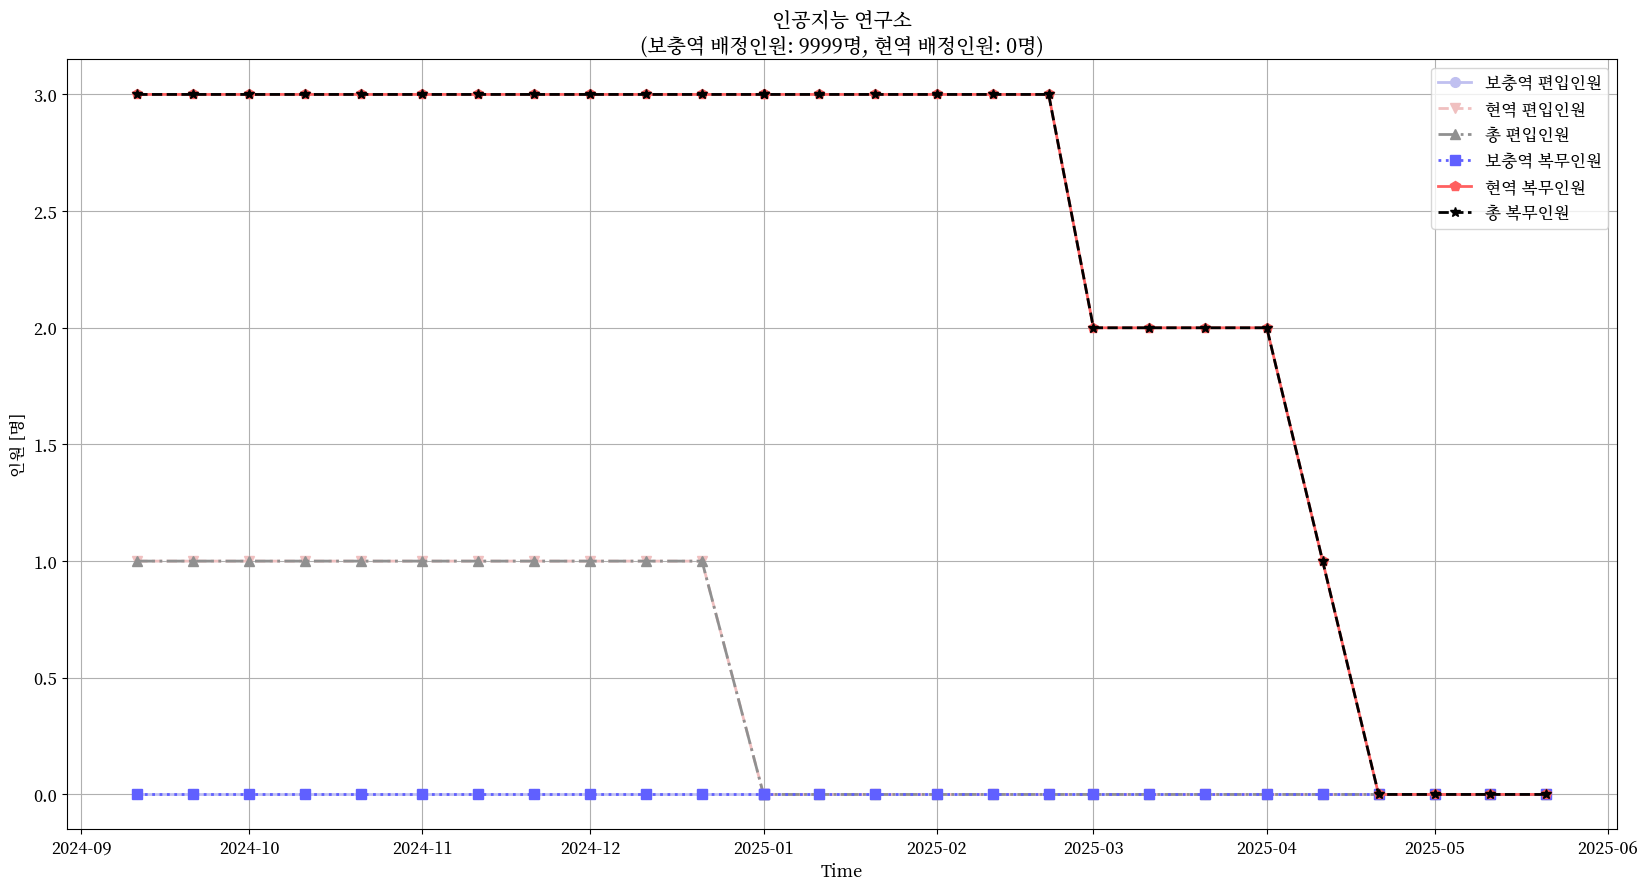 인공지능 연구소
(보충역 배정인원: 9999명, 현역 배정인원: 0명)
보충역 편입인원
현역 편입인원
총 편입인원
보충역 복무인원
현역 복무인원
총 복무인원
인원 [명]
3.0
2.5
2.0
1.5
1.0
0.5
0.0
2024-09
2024-10
2024-11
2024-12
2025-01
2025-02
2025-03
2025-04
2025-05
2025-06
Time